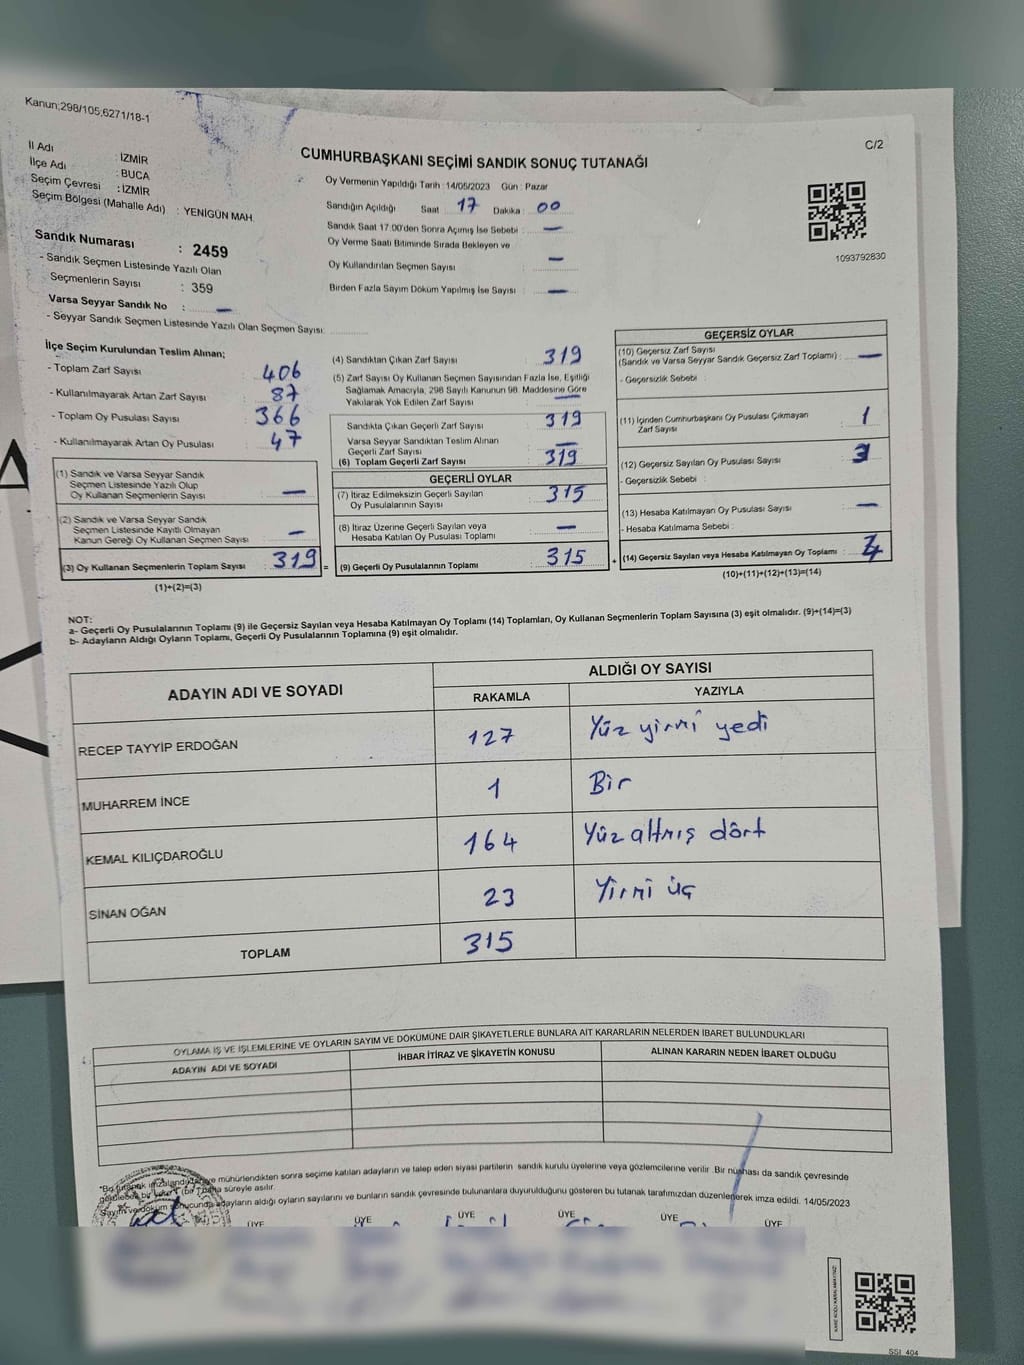 Kanun;298/105;6271/18-1
C/2
İl Adı : İZMİR
İlçe Adı : BUCA
Seçim Çevresi : İZMİR
Seçim Bölgesi (Mahalle Adı) : YENİGÜN MAH.
Sandık Numarası : 2459
- Sandık Seçmen Listesinde Yazılı Olan
Seçmenlerin Sayısı : 359
Varsa Seyyar Sandık No : —
- Seyyar Sandık Seçmen Listesinde Yazılı Olan Seçmen Sayısı:
CUMHURBAŞKANI SEÇİMİ SANDIK SONUÇ TUTANAĞI
Oy Vermenin Yapıldığı Tarih :14/05/2023 Gün : Pazar
Sandığın Açıldığı Saat : 17 Dakika : 00
Sandık Saat 17:00'den Sonra Açılmış İse Sebebi : —
Oy Verme Saati Bitiminde Sırada Bekleyen ve
Oy Kullandırılan Seçmen Sayısı : —
Birden Fazla Sayım Döküm Yapılmış İse Sayısı : —
1093792830
İlçe Seçim Kurulundan Teslim Alınan;
- Toplam Zarf Sayısı : 406
- Kullanılmayarak Artan Zarf Sayısı : 87
- Toplam Oy Pusulası Sayısı : 366
- Kullanılmayarak Artan Oy Pusulası : 47
(1) Sandık ve Varsa Seyyar Sandık
Seçmen Listesinde Yazılı Olup
Oy Kullanan Seçmenlerin Sayısı : —
(2) Sandık ve Varsa Seyyar Sandık
Seçmen Listesinde Kayıtlı Olmayan
Kanun Gereği Oy Kullanan Seçmen Sayısı : —
(3) Oy Kullanan Seçmenlerin Toplam Sayısı : 319 =
(1)+(2)=(3)
(4) Sandıktan Çıkan Zarf Sayısı : 319
(5) Zarf Sayısı Oy Kullanan Seçmen Sayısından Fazla İse, Eşitliği
Sağlamak Amacıyla, 298 Sayılı Kanunun 98. Maddesine Göre
Yakılarak Yok Edilen Zarf Sayısı : —
Sandıkta Çıkan Geçerli Zarf Sayısı : 319
Varsa Seyyar Sandıktan Teslim Alınan
Geçerli Zarf Sayısı : —
(6) Toplam Geçerli Zarf Sayısı : 319
GEÇERLİ OYLAR
(7) İtiraz Edilmeksizin Geçerli Sayılan
Oy Pusulalarının Sayısı : 315
(8) İtiraz Üzerine Geçerli Sayılan veya
Hesaba Katılan Oy Pusulası Toplamı : —
(9) Geçerli Oy Pusulalarının Toplamı : 315 +
GEÇERSİZ OYLAR
(10) Geçersiz Zarf Sayısı
(Sandık ve Varsa Seyyar Sandık Geçersiz Zarf Toplamı) : —
- Geçersizlik Sebebi :
(11) İçinden Cumhurbaşkanı Oy Pusulası Çıkmayan
Zarf Sayısı : 1
(12) Geçersiz Sayılan Oy Pusulası Sayısı : 3
- Geçersizlik Sebebi :
(13) Hesaba Katılmayan Oy Pusulası Sayısı : —
- Hesaba Katılmama Sebebi :
(14) Geçersiz Sayılan veya Hesaba Katılmayan Oy Toplamı : 4
(10)+(11)+(12)+(13)=(14)
NOT:
a- Geçerli Oy Pusulalarının Toplamı (9) ile Geçersiz Sayılan veya Hesaba Katılmayan Oy Toplamı (14) Toplamları, Oy Kullanan Seçmenlerin Toplam Sayısına (3) eşit olmalıdır. (9)+(14)=(3)
b- Adayların Aldığı Oyların Toplamı, Geçerli Oy Pusulalarının Toplamına (9) eşit olmalıdır.
ADAYIN ADI VE SOYADI
ALDIĞI OY SAYISI
RAKAMLA YAZIYLA
RECEP TAYYİP ERDOĞAN 127 Yüz yirmi yedi
MUHARREM İNCE 1 Bir
KEMAL KILIÇDAROĞLU 164 Yüz altmış dört
SİNAN OĞAN 23 Yirmi üç
TOPLAM 315
OYLAMA İŞ VE İŞLEMLERİNE VE OYLARIN SAYIM VE DÖKÜMÜNE DAİR ŞİKAYETLERLE BUNLARA AİT KARARLARIN NELERDEN İBARET BULUNDUKLARI
ADAYIN ADI VE SOYADI İHBAR İTİRAZ VE ŞİKAYETİN KONUSU ALINAN KARARIN NEDEN İBARET OLDUĞU
"Bu tutanak imzalandıktan ve mühürlendikten sonra seçime katılan adayların ve talep eden siyasi partilerin sandık kurulu üyelerine veya gözlemcilerine verilir. Bir nüshası da sandık çevresinde
bir hafta süreyle asılır.
Sayım ve döküm sonucunda adayların aldığı oyların sayılarını ve bunların sandık çevresinde bulunanlara duyurulduğunu gösteren bu tutanak tarafımızdan düzenlenerek imza edildi. 14/05/2023
ÜYE ÜYE ÜYE ÜYE ÜYE ÜYE
SSI_404